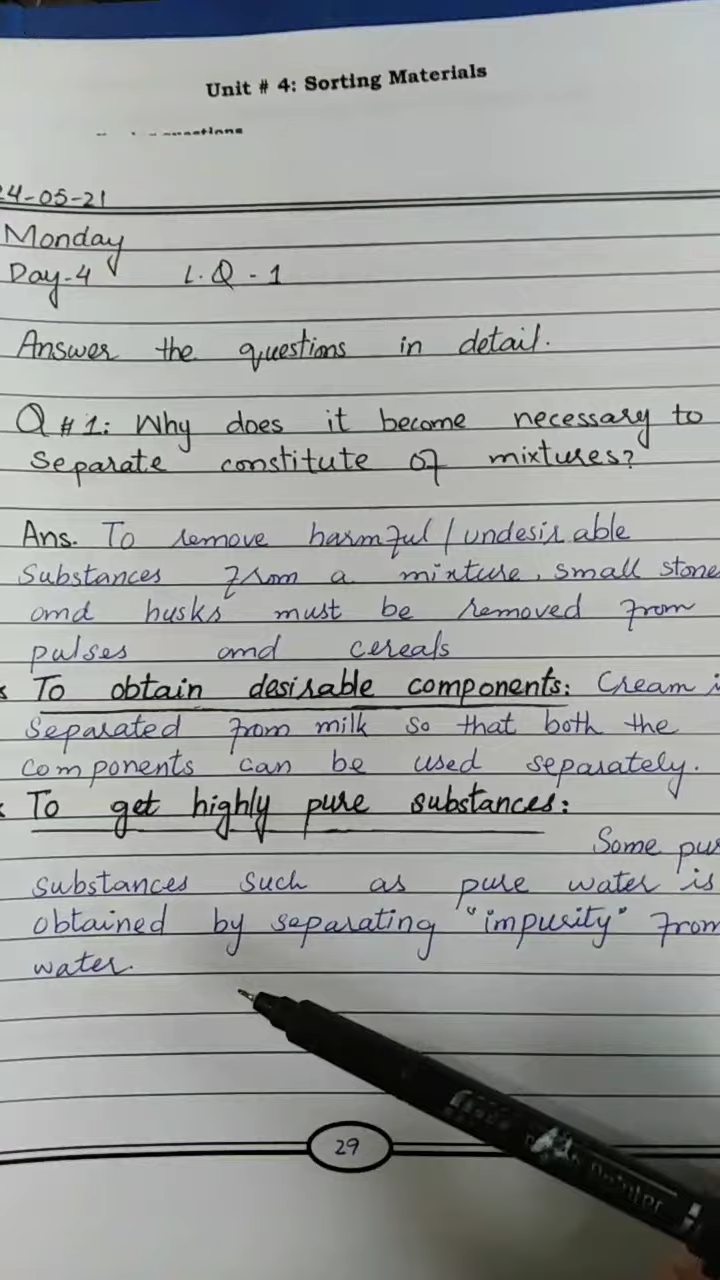 Unit # 4: Sorting Materials
24-05-21
Monday
Day-4 L.Q - 1
Answer the questions in detail.
Q # 1: Why does it become necessary to
separate constitute of mixtures?
Ans. To remove harmful/undesirable
substances from a mixture, small stone
and husks must be removed from
pulses and cereals
To obtain desirable components: Cream i
separated from milk so that both the
components can be used separately.
To get highly pure substances:
Some pur
substances such as pure water is
obtained by separating "impurity" from
water.
29